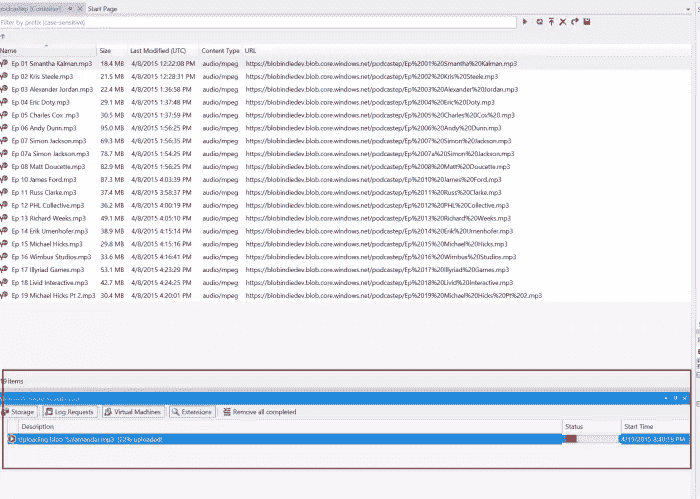 podcastep [Container] Start Page
Filter by prefix (case-sensitive)
Name Size Last Modified (UTC) Content Type URL
Ep 01 Smantha Kalman.mp3 18.4 MB 4/8/2015 12:22:08 PM audio/mpeg https://blobindiedev.blob.core.windows.net/podcastep/Ep%2001%20Smantha%20Kalman.mp3
Ep 02 Kris Steele.mp3 21.5 MB 4/8/2015 12:28:31 PM audio/mpeg https://blobindiedev.blob.core.windows.net/podcastep/Ep%2002%20Kris%20Steele.mp3
Ep 03 Alexander Jordan.mp3 22.4 MB 4/8/2015 1:36:58 PM audio/mpeg https://blobindiedev.blob.core.windows.net/podcastep/Ep%2003%20Alexander%20Jordan.mp3
Ep 04 Eric Doty.mp3 29.1 MB 4/8/2015 1:37:48 PM audio/mpeg https://blobindiedev.blob.core.windows.net/podcastep/Ep%2004%20Eric%20Doty.mp3
Ep 05 Charles Cox .mp3 30.5 MB 4/8/2015 1:37:59 PM audio/mpeg https://blobindiedev.blob.core.windows.net/podcastep/Ep%2005%20Charles%20Cox%20.mp3
Ep 06 Andy Dunn.mp3 95.0 MB 4/8/2015 1:56:25 PM audio/mpeg https://blobindiedev.blob.core.windows.net/podcastep/Ep%2006%20Andy%20Dunn.mp3
Ep 07 Simon Jackson.mp3 69.3 MB 4/8/2015 1:56:35 PM audio/mpeg https://blobindiedev.blob.core.windows.net/podcastep/Ep%2007%20Simon%20Jackson.mp3
Ep 07a Simon Jackson.mp3 78.7 MB 4/8/2015 1:54:25 PM audio/mpeg https://blobindiedev.blob.core.windows.net/podcastep/Ep%2007a%20Simon%20Jackson.mp3
Ep 08 Matt Doucette.mp3 82.9 MB 4/8/2015 1:56:25 PM audio/mpeg https://blobindiedev.blob.core.windows.net/podcastep/Ep%2008%20Matt%20Doucette.mp3
Ep 10 James Ford.mp3 87.3 MB 4/8/2015 4:03:39 PM audio/mpeg https://blobindiedev.blob.core.windows.net/podcastep/Ep%2010%20James%20Ford.mp3
Ep 11 Russ Clarke.mp3 37.4 MB 4/8/2015 3:58:37 PM audio/mpeg https://blobindiedev.blob.core.windows.net/podcastep/Ep%2011%20Russ%20Clarke.mp3
Ep 12 PHL Collective.mp3 36.2 MB 4/8/2015 4:00:19 PM audio/mpeg https://blobindiedev.blob.core.windows.net/podcastep/Ep%2012%20PHL%20Collective.mp3
Ep 13 Richard Weeks.mp3 49.1 MB 4/8/2015 4:05:10 PM audio/mpeg https://blobindiedev.blob.core.windows.net/podcastep/Ep%2013%20Richard%20Weeks.mp3
Ep 14 Erik Umenhofer.mp3 38.9 MB 4/8/2015 4:15:14 PM audio/mpeg https://blobindiedev.blob.core.windows.net/podcastep/Ep%2014%20Erik%20Umenhofer.mp3
Ep 15 Michael Hicks.mp3 29.8 MB 4/8/2015 4:15:16 PM audio/mpeg https://blobindiedev.blob.core.windows.net/podcastep/Ep%2015%20Michael%20Hicks.mp3
Ep 16 Wimbux Studios.mp3 33.6 MB 4/8/2015 4:16:41 PM audio/mpeg https://blobindiedev.blob.core.windows.net/podcastep/Ep%2016%20Wimbux%20Studios.mp3
Ep 17 Illyriad Games.mp3 53.1 MB 4/8/2015 4:23:29 PM audio/mpeg https://blobindiedev.blob.core.windows.net/podcastep/Ep%2017%20Illyriad%20Games.mp3
Ep 18 Livid Interactive.mp3 42.7 MB 4/8/2015 4:24:25 PM audio/mpeg https://blobindiedev.blob.core.windows.net/podcastep/Ep%2018%20Livid%20Interactive.mp3
Ep 19 Michael Hicks Pt 2.mp3 30.4 MB 4/8/2015 4:20:01 PM audio/mpeg https://blobindiedev.blob.core.windows.net/podcastep/Ep%2019%20Michael%20Hicks%20Pt%202.mp3
19 items
Storage Log Requests Virtual Machines Extensions Remove all completed
Description Status Start Time
Uploading blob